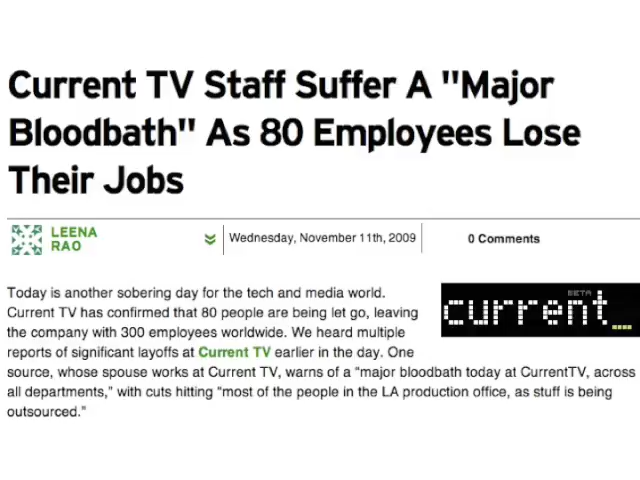 Current TV Staff Suffer A "Major
Bloodbath" As 80 Employees Lose
Their Jobs
LEENA
RAO
Wednesday, November 11th, 2009
0 Comments
Today is another sobering day for the tech and media world.
Current TV has confirmed that 80 people are being let go, leaving
the company with 300 employees worldwide. We heard multiple
reports of significant layoffs at Current TV earlier in the day. One
source, whose spouse works at Current TV, warns of a “major bloodbath today at CurrentTV, across
all departments,” with cuts hitting “most of the people in the LA production office, as stuff is being
outsourced.”
BETA
current_